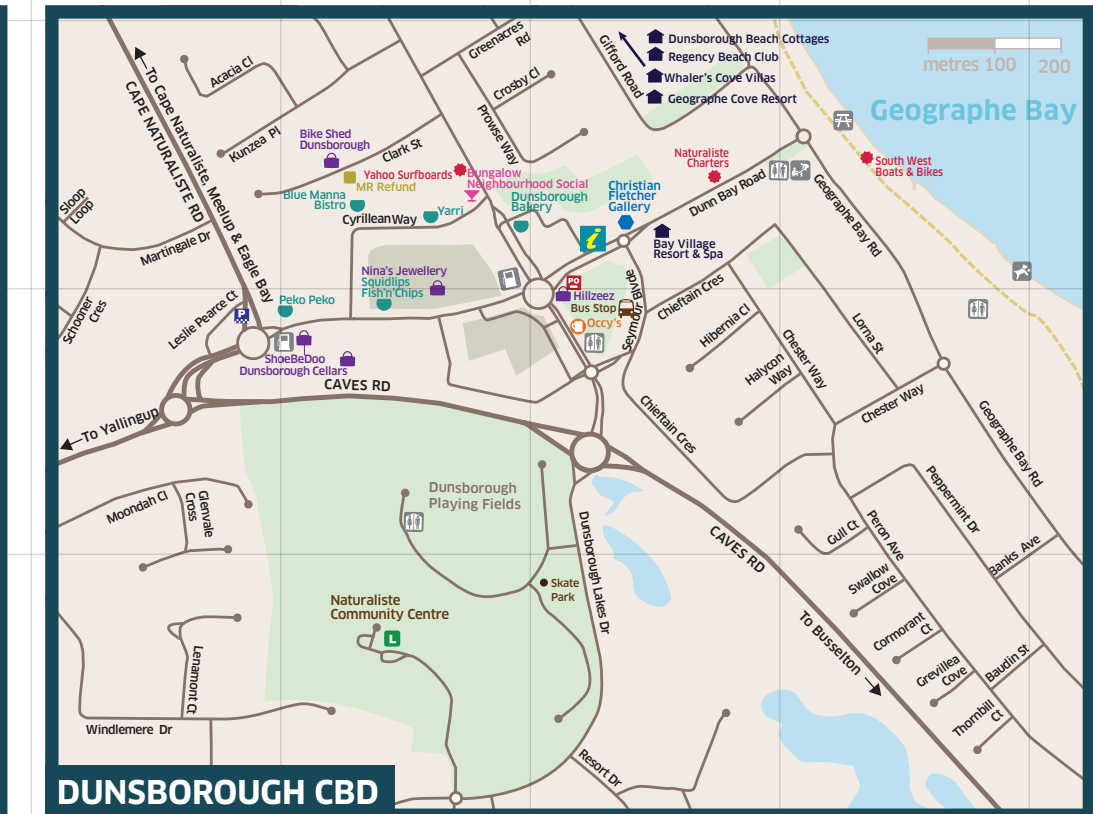 Dunsborough Beach Cottages
Regency Beach Club
Whaler's Cove Villas
Geographe Cove Resort
metres 100 200
Geographe Bay
To Cape Naturaliste, Meelup & Eagle Bay
CAPE NATURALISTE RD
Acacia Cl
Kunzea Pl
Greenacres
Rd
Crosby Cl
Prowse Way
Gifford Road
Bike Shed
Dunsborough
Clark St
Yahoo Surfboards
MR Refund
Bungalow
Neighbourhood Social
Blue Manna
Bistro
Yarri
Cyrillean Way
Dunsborough
Bakery
Christian
Fletcher
Gallery
i
Naturaliste
Charters
Dunn Bay Road
South West
Boats & Bikes
Geographe Bay Rd
Bay Village
Resort & Spa
Sloop
Loop
Martingale Dr
Schooner
Cres
Leslie Pearce Ct
P
Peko Peko
Nina's Jewellery
Squidlips
Fish'n'Chips
PO
Hillzeez
Bus Stop
Occy's
Seymour Blvde
Chieftain Cres
Hibernia Cl
Halycon
Way
Chester Way
Lorna St
ShoeBeDoo
Dunsborough Cellars
CAVES RD
To Yallingup
Chieftain Cres
Chester Way
Geographe Bay Rd
Moondah Cl
Glenvale
Cross
Dunsborough
Playing Fields
Dunsborough Lakes Dr
Skate
Park
CAVES RD
Gull Ct
Peron Ave
Peppermint Dr
Banks Ave
Swallow
Cove
Cormorant
Ct
Grevillea
Cove
Baudin St
Thornbill
Ct
To Busselton
Naturaliste
Community Centre
L
Lenamont Ct
Windlemere Dr
Resort Dr
DUNSBOROUGH CBD